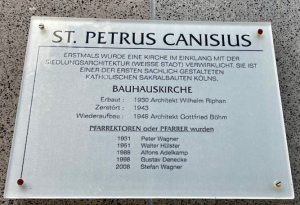 ST. PETRUS CANISIUS
ERSTMALS WURDE EINE KIRCHE IM EINKLANG MIT DER
SIEDLUNGSARCHITEKTUR (WEISSE STADT) VERWIRKLICHT. SIE IST
EINER DER ERSTEN SACHLICH GESTALTETEN
KATHOLISCHEN SAKRALBAUTEN KÖLNS.
BAUHAUSKIRCHE
Erbaut : 1930 Architekt Wilhelm Riphan
Zerstört : 1943
Wiederaufbau : 1946 Architekt Gottfried Böhm
PFARREKTOREN oder PFARRER wurden
1931 Peter Wagner
1951 Walter Hülster
1988 Alfons Adelkamp
1998 Gustav Denecke
2008 Stefan Wagner